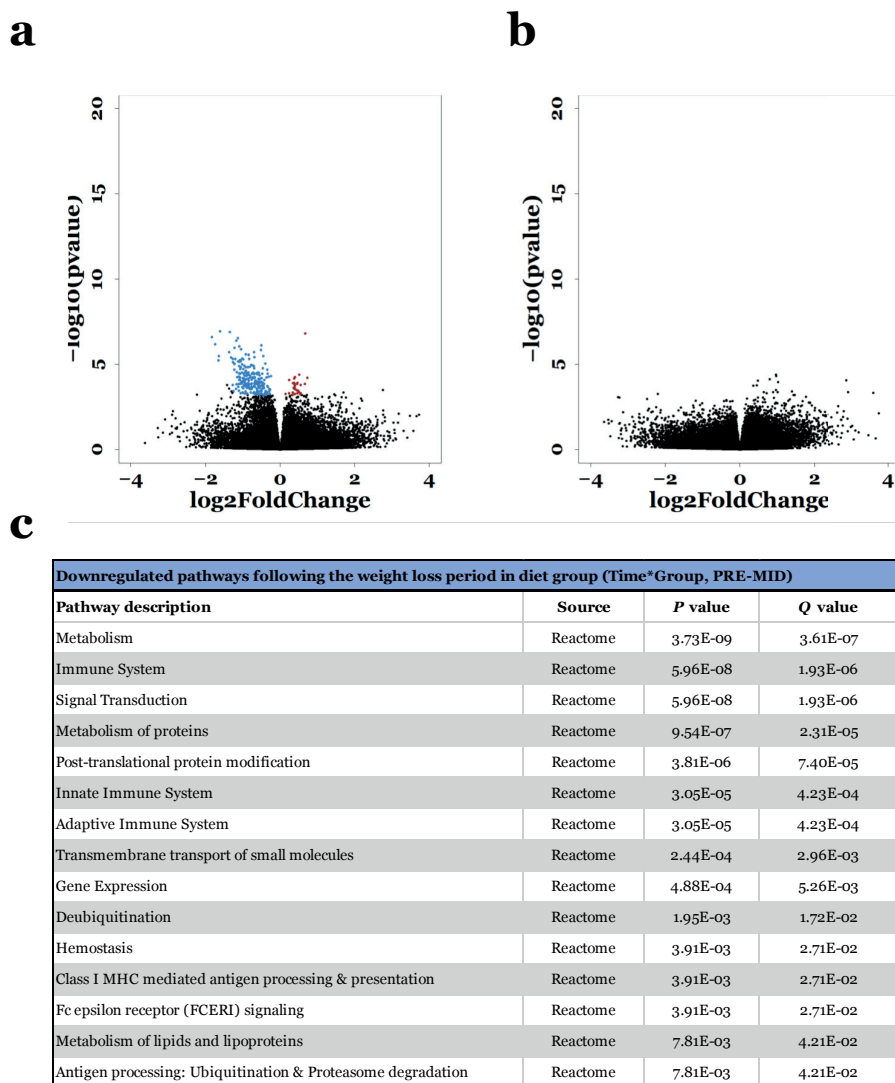 a
b
20
15
10
5
0
−log10(pvalue)
−4 −2 0 2 4
log2FoldChange
20
15
10
5
0
−log10(pvalue)
−4 −2 0 2 4
log2FoldChange
c
Downregulated pathways following the weight loss period in diet group (Time*Group, PRE-MID)
Pathway description Source P value Q value
Metabolism Reactome 3.73E-09 3.61E-07
Immune System Reactome 5.96E-08 1.93E-06
Signal Transduction Reactome 5.96E-08 1.93E-06
Metabolism of proteins Reactome 9.54E-07 2.31E-05
Post-translational protein modification Reactome 3.81E-06 7.40E-05
Innate Immune System Reactome 3.05E-05 4.23E-04
Adaptive Immune System Reactome 3.05E-05 4.23E-04
Transmembrane transport of small molecules Reactome 2.44E-04 2.96E-03
Gene Expression Reactome 4.88E-04 5.26E-03
Deubiquitination Reactome 1.95E-03 1.72E-02
Hemostasis Reactome 3.91E-03 2.71E-02
Class I MHC mediated antigen processing & presentation Reactome 3.91E-03 2.71E-02
Fc epsilon receptor (FCERI) signaling Reactome 3.91E-03 2.71E-02
Metabolism of lipids and lipoproteins Reactome 7.81E-03 4.21E-02
Antigen processing: Ubiquitination & Proteasome degradation Reactome 7.81E-03 4.21E-02